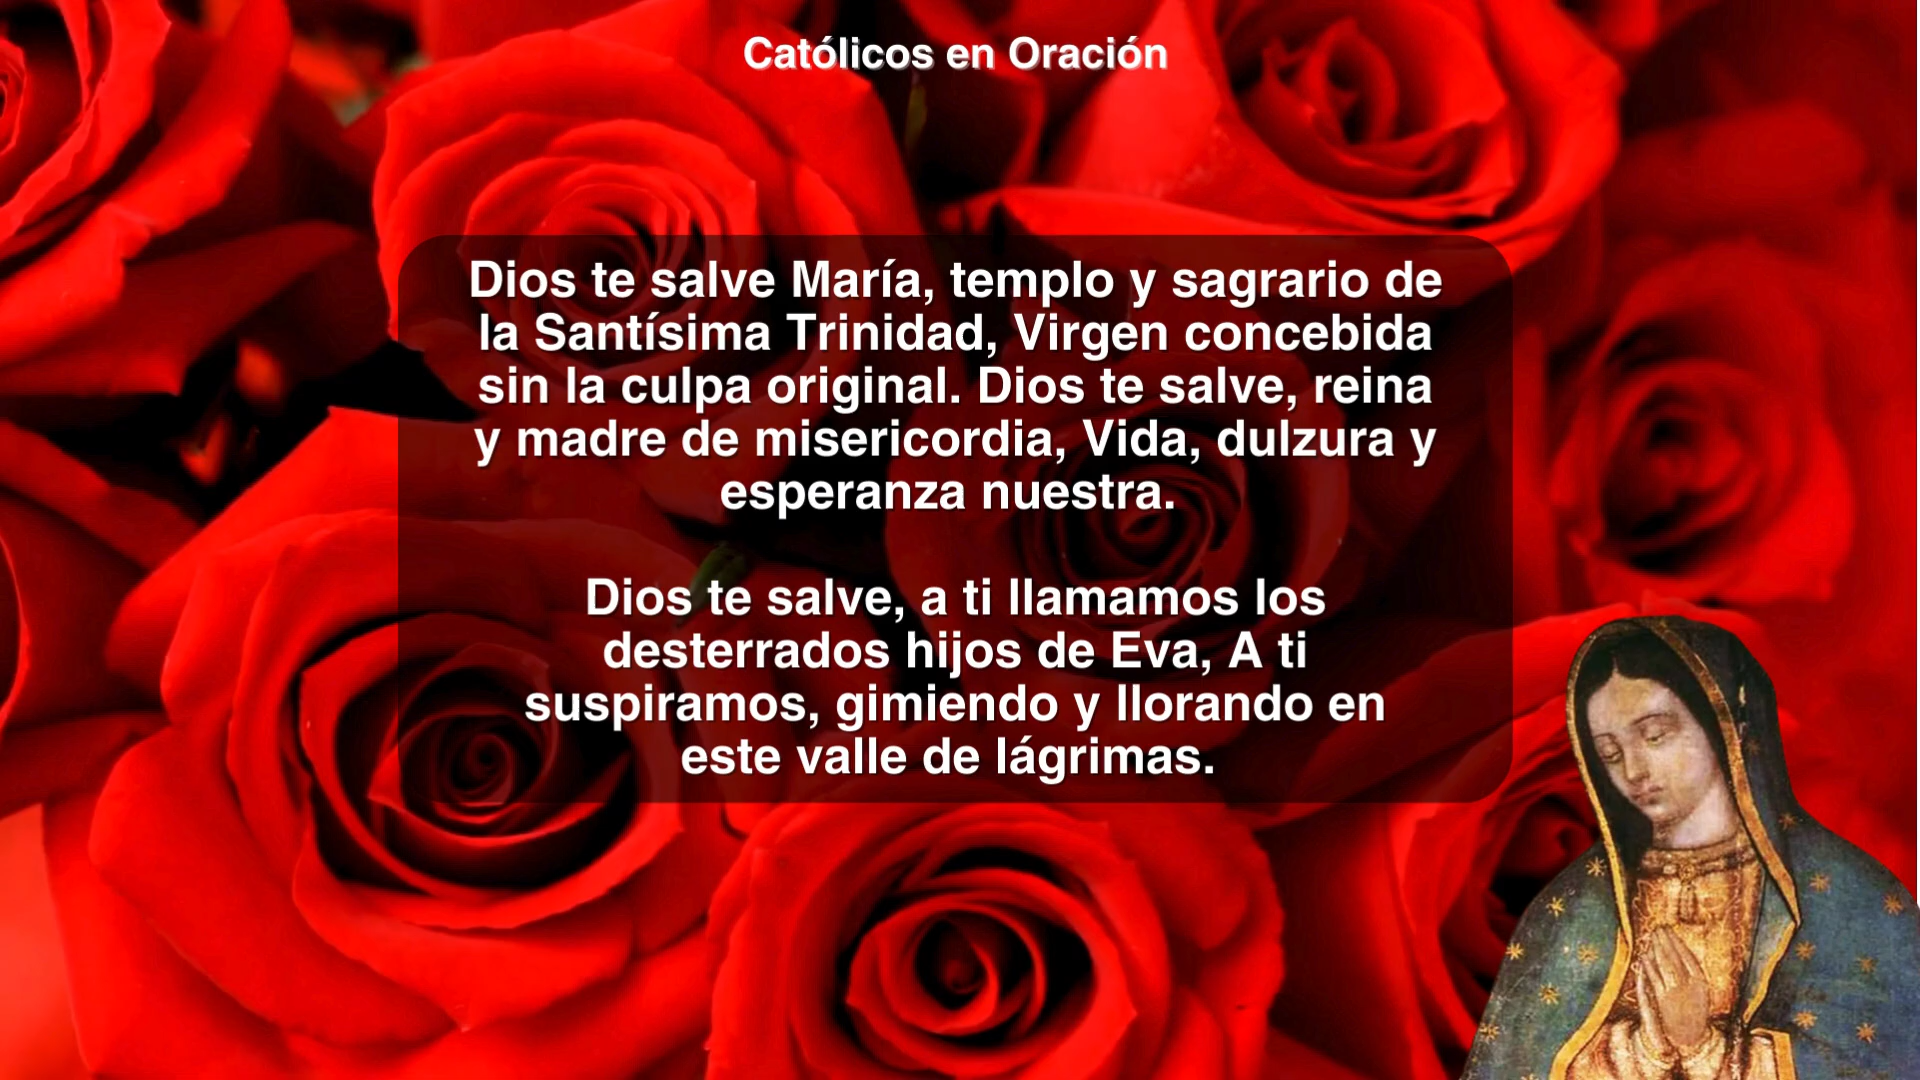 Católicos en Oración
Dios te salve María, templo y sagrario de
la Santísima Trinidad, Virgen concebida
sin la culpa original. Dios te salve, reina
y madre de misericordia, Vida, dulzura y
esperanza nuestra.
Dios te salve, a ti llamamos los
desterrados hijos de Eva, A ti
suspiramos, gimiendo y llorando en
este valle de lágrimas.